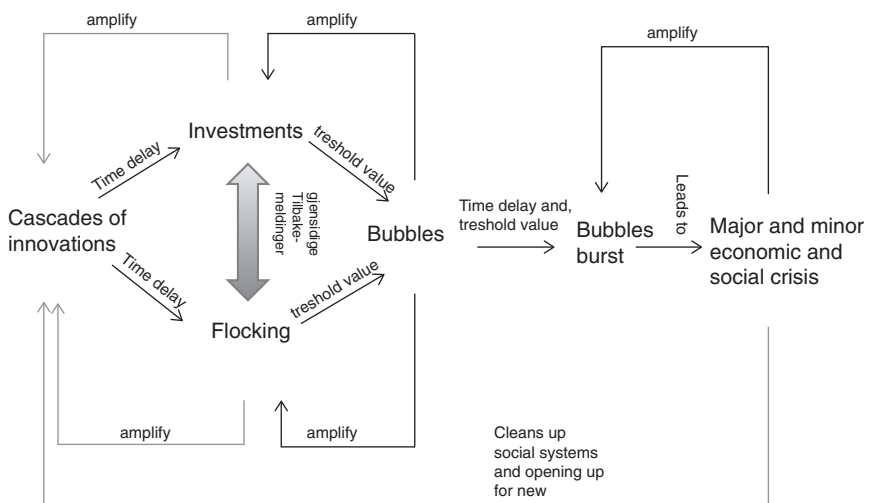 amplify
amplify
amplify
Investments
Time delay
treshold value
gjensidige
Tilbake-
meldinger
Cascades of
innovations
Bubbles
Time delay and,
treshold value
Bubbles
burst
Leads to
Major and minor
economic and
social crisis
Time delay
treshold value
Flocking
amplify
amplify
Cleans up
social systems
and opening up
for new